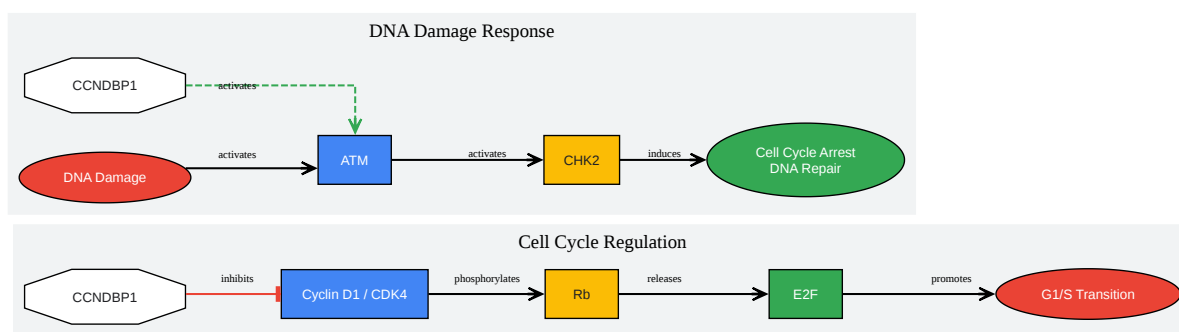 DNA Damage Response
CCNDBP1
activates
DNA Damage
activates
ATM
activates
CHK2
induces
Cell Cycle Arrest
DNA Repair
Cell Cycle Regulation
CCNDBP1
inhibits
Cyclin D1 / CDK4
phosphorylates
Rb
releases
E2F
promotes
G1/S Transition